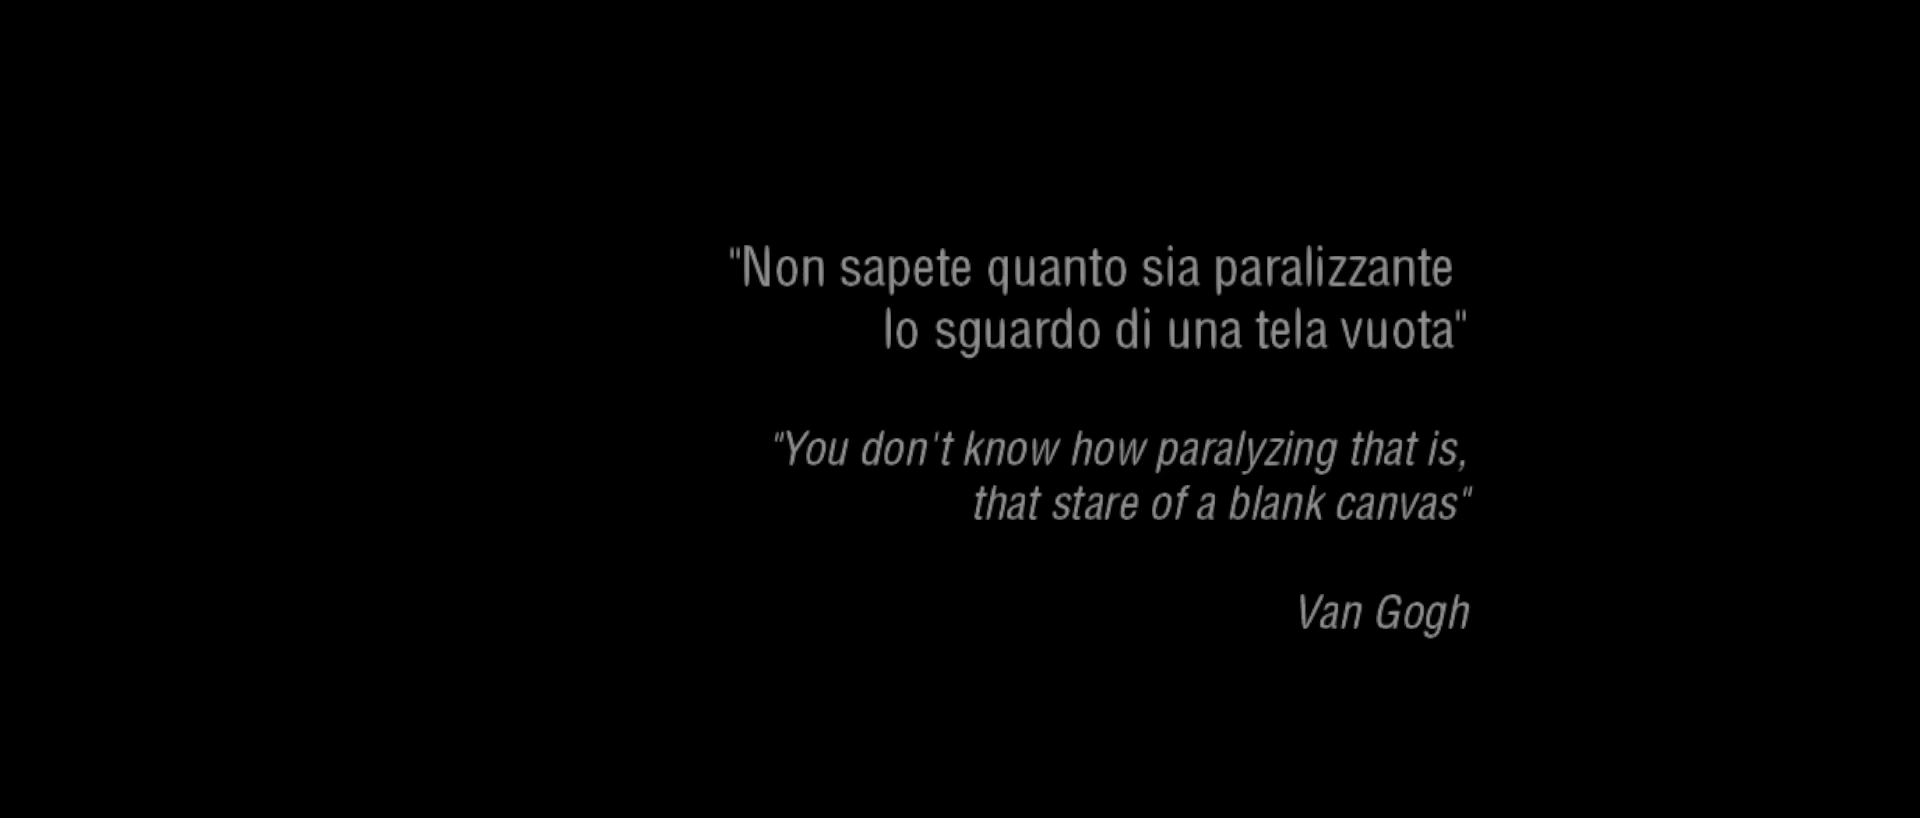 "Non sapete quanto sia paralizzante
lo sguardo di una tela vuota"
"You don't know how paralyzing that is,
that stare of a blank canvas"
Van Gogh